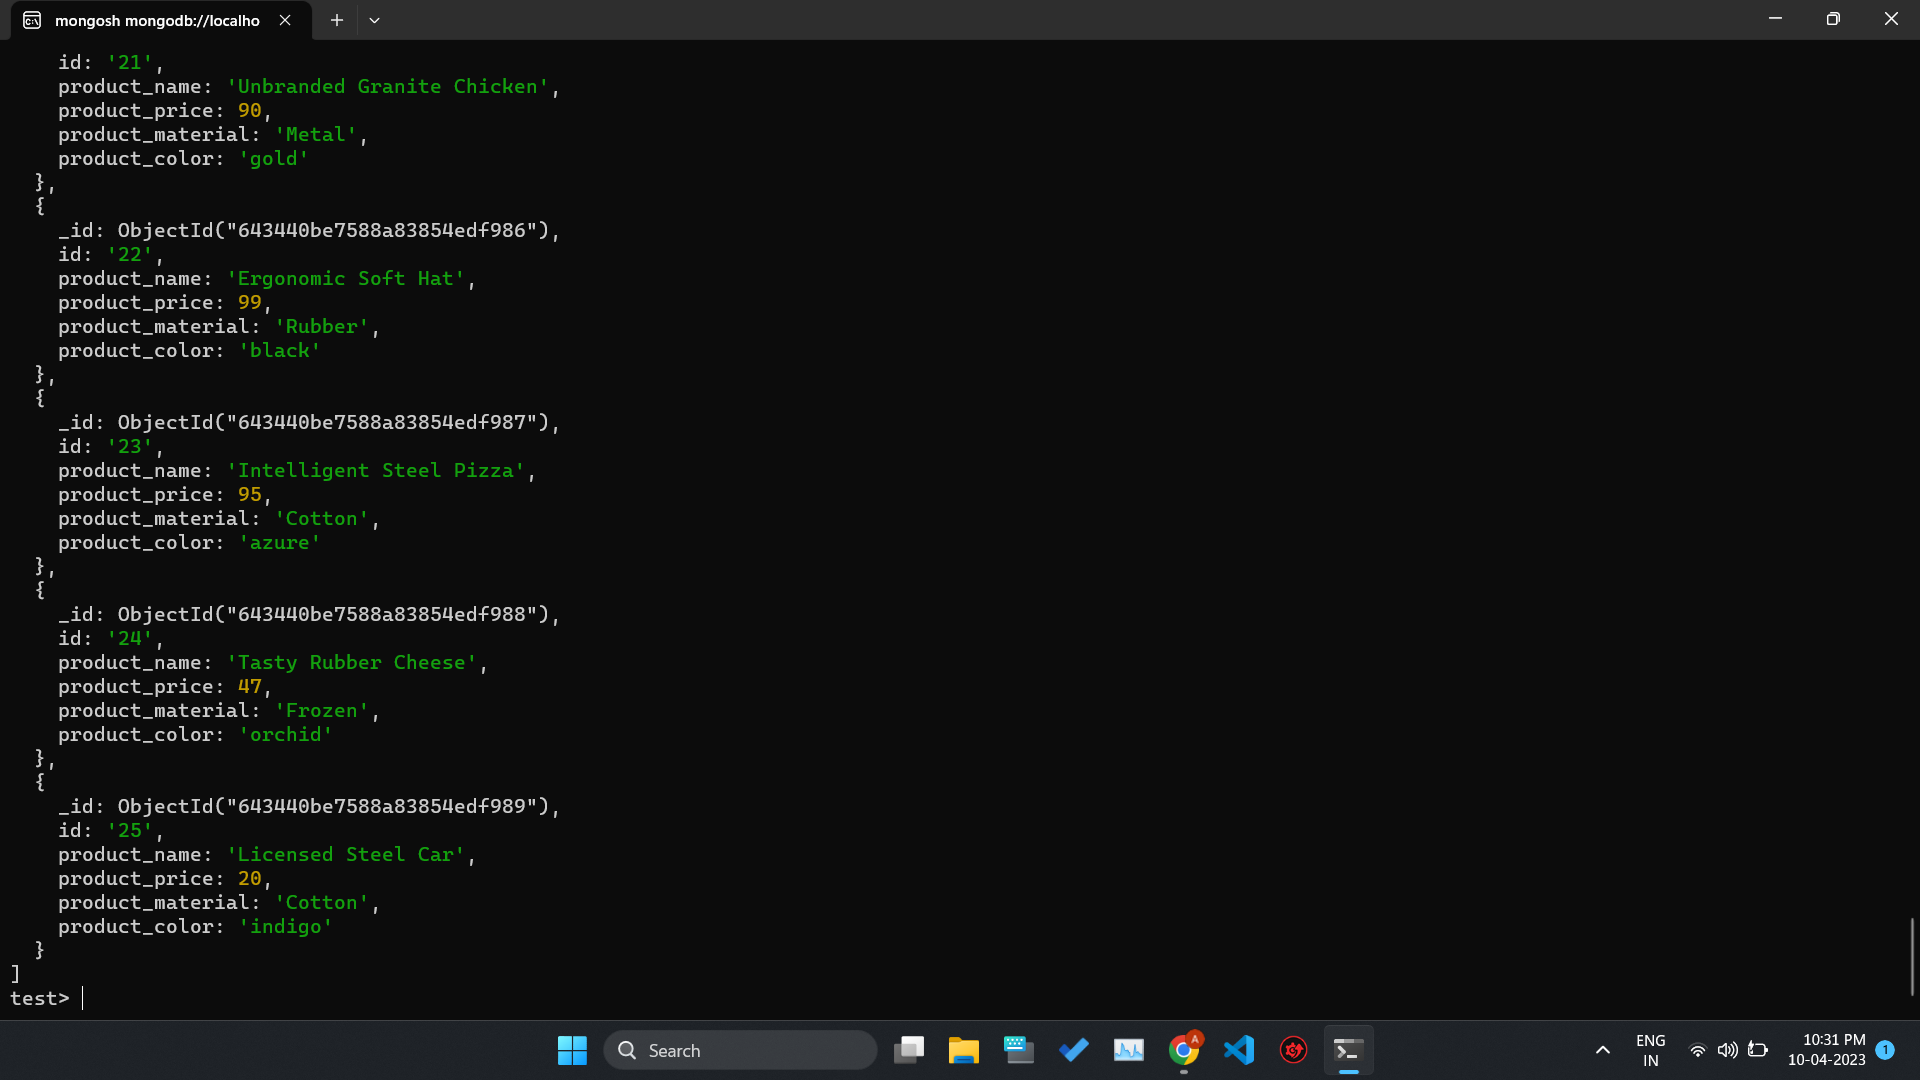 mongosh mongodb://localho
id: '21',
product_name: 'Unbranded Granite Chicken',
product_price: 90,
product_material: 'Metal',
product_color: 'gold'
},
{
_id: ObjectId("643440be7588a83854edf986"),
id: '22',
product_name: 'Ergonomic Soft Hat',
product_price: 99,
product_material: 'Rubber',
product_color: 'black'
},
{
_id: ObjectId("643440be7588a83854edf987"),
id: '23',
product_name: 'Intelligent Steel Pizza',
product_price: 95,
product_material: 'Cotton',
product_color: 'azure'
},
{
_id: ObjectId("643440be7588a83854edf988"),
id: '24',
product_name: 'Tasty Rubber Cheese',
product_price: 47,
product_material: 'Frozen',
product_color: 'orchid'
},
{
_id: ObjectId("643440be7588a83854edf989"),
id: '25',
product_name: 'Licensed Steel Car',
product_price: 20,
product_material: 'Cotton',
product_color: 'indigo'
}
]
test>
Search
A
ENG
IN
10:31 PM
10-04-2023
1